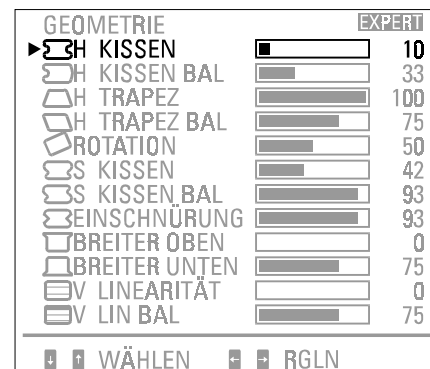 GEOMETRIE EXPERT
H KISSEN 10
H KISSEN BAL 33
H TRAPEZ 100
H TRAPEZ BAL 75
ROTATION 50
S KISSEN 42
S KISSEN BAL 93
EINSCHNÜRUNG 93
BREITER OBEN 0
BREITER UNTEN 75
V LINEARITÄT 0
V LIN BAL 75
↓ ↑ WÄHLEN ← → RGLN